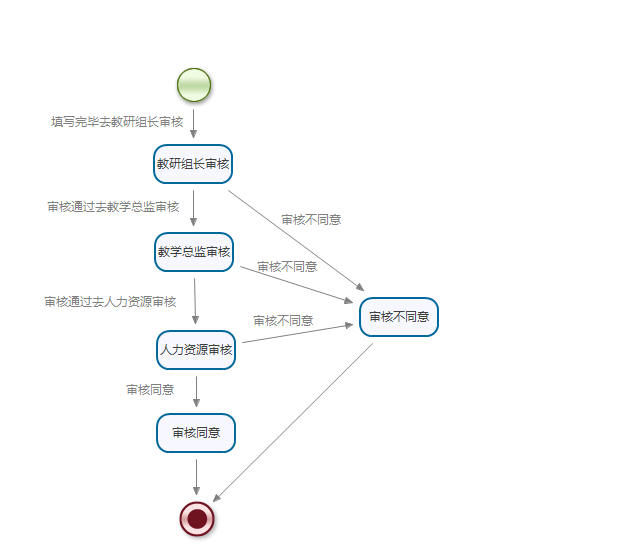 填写完毕去教研组长审核
教研组长审核
审核通过去教学总监审核
审核不同意
教学总监审核
审核不同意
审核通过去人力资源审核
审核不同意
审核不同意
人力资源审核
审核同意
审核同意